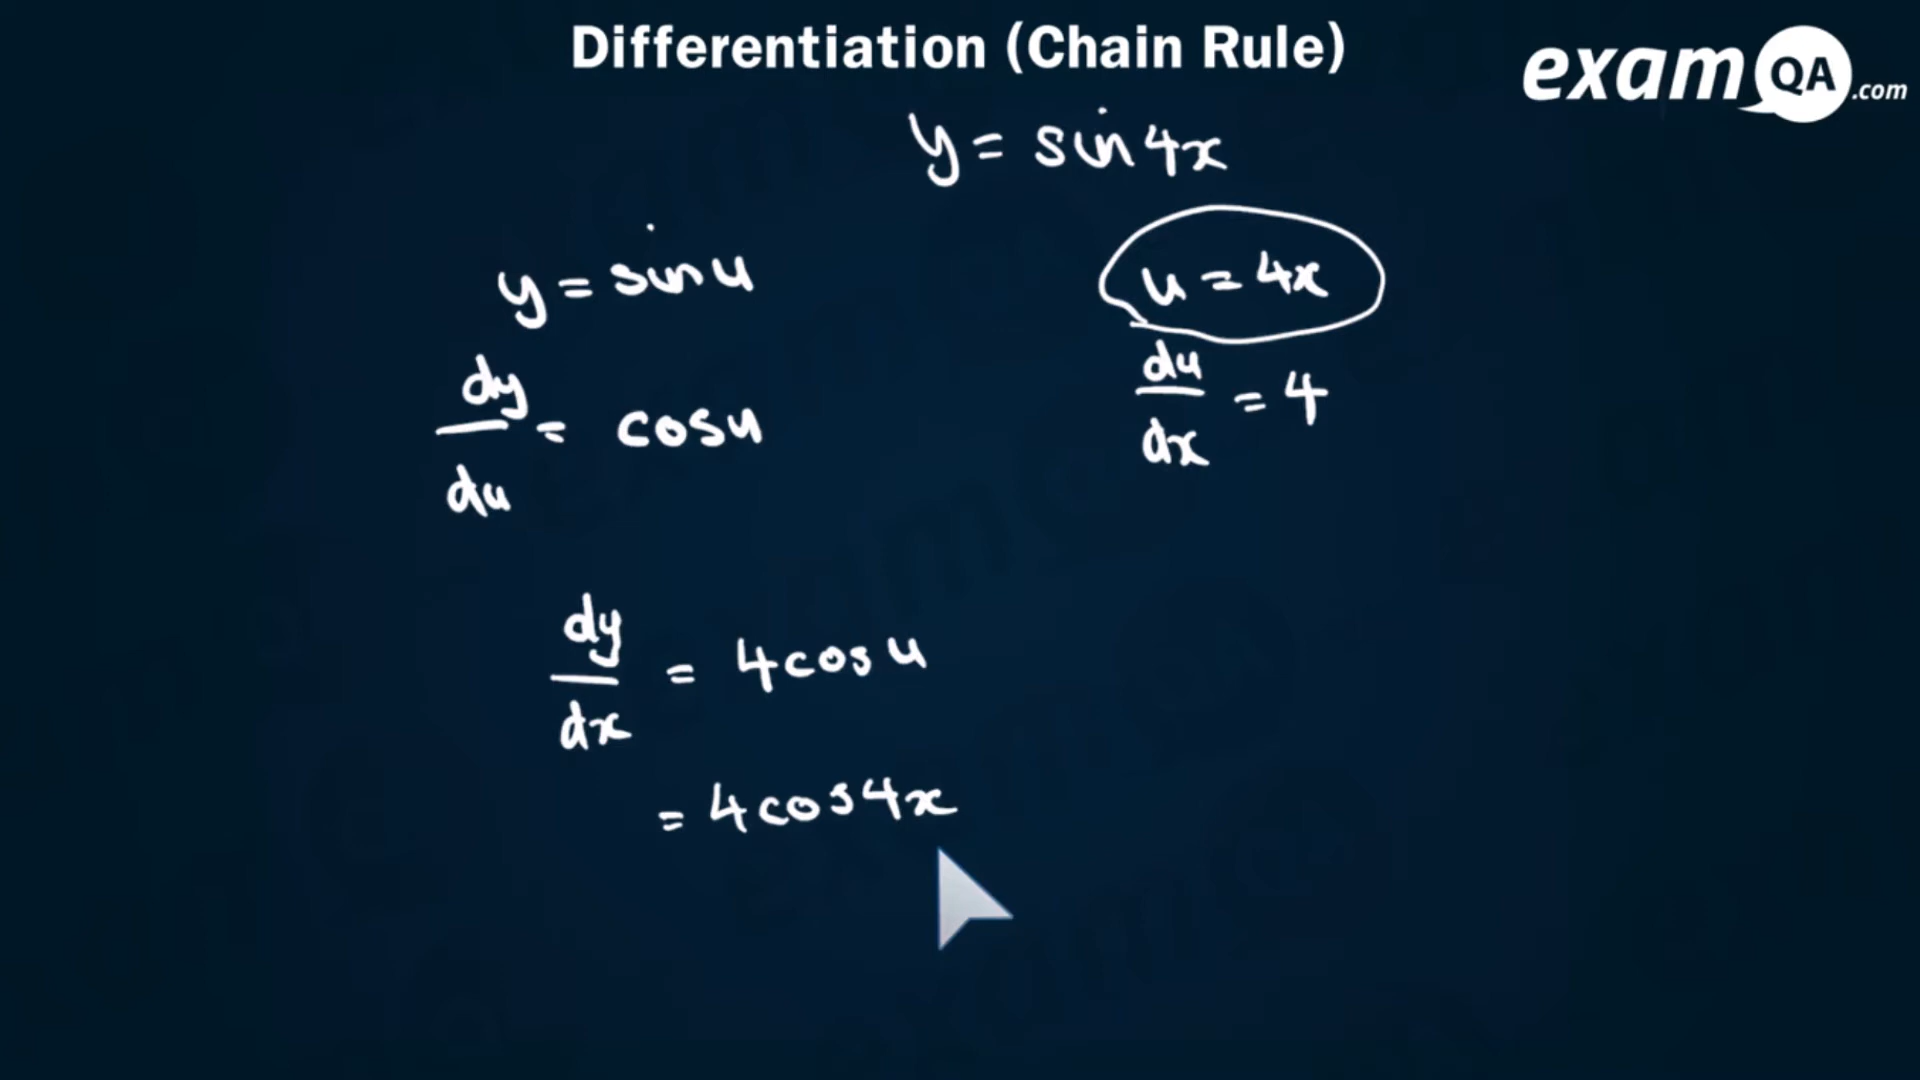 Differentiation (Chain Rule)
examQA.com
y = sin4x
y = sinu
u = 4x
dy/du = cosu
du/dx = 4
dy/dx = 4cosu
= 4cos4x